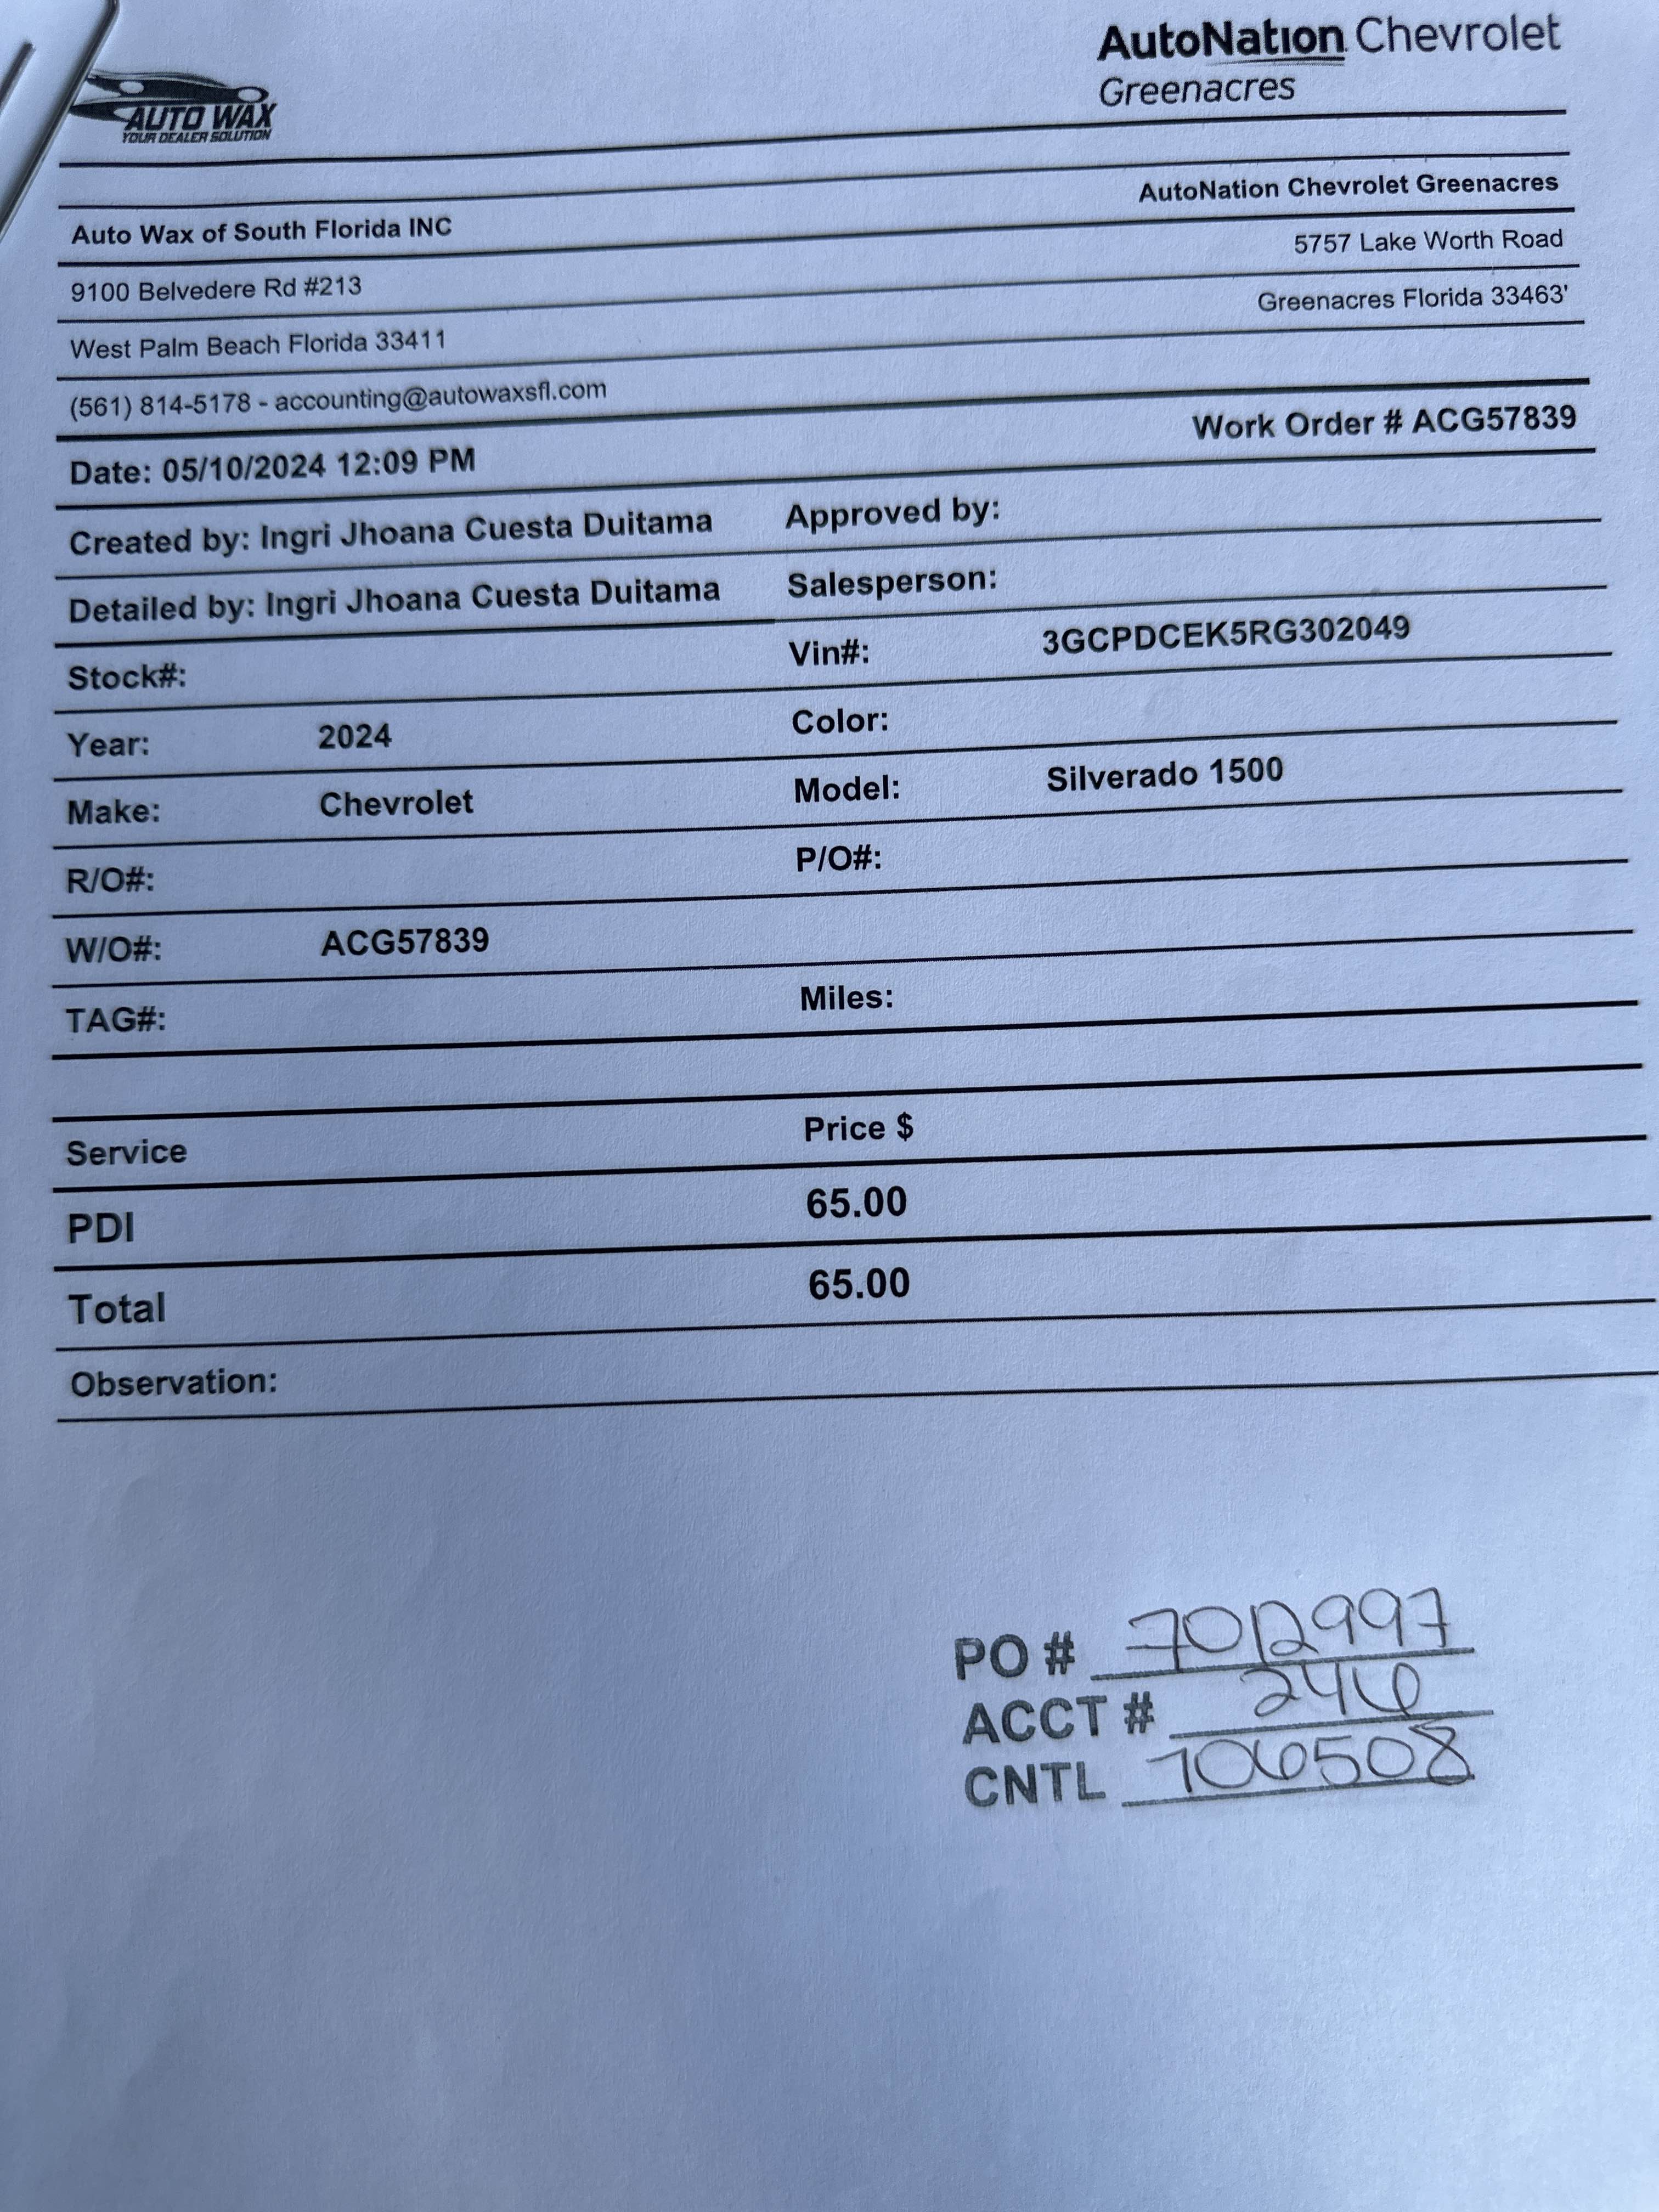 AUTO WAX
YOUR DEALER SOLUTION
AutoNation Chevrolet
Greenacres
Auto Wax of South Florida INC
AutoNation Chevrolet Greenacres
9100 Belvedere Rd #213
5757 Lake Worth Road
West Palm Beach Florida 33411
Greenacres Florida 33463'
(561) 814-5178 - accounting@autowaxsfl.com
Date: 05/10/2024 12:09 PM
Work Order # ACG57839
Created by: Ingri Jhoana Cuesta Duitama
Approved by:
Detailed by: Ingri Jhoana Cuesta Duitama
Salesperson:
Stock#:
Vin#: 3GCPDCEK5RG302049
Year: 2024
Color:
Make: Chevrolet
Model: Silverado 1500
R/O#:
P/O#:
W/O#: ACG57839
TAG#:
Miles:
Service
Price $
PDI
65.00
Total
65.00
Observation:
PO # 7012997
ACCT # 246
CNTL 706508